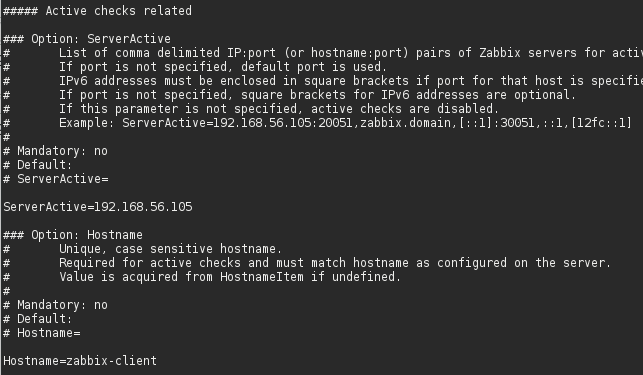 ##### Active checks related
### Option: ServerActive
#       List of comma delimited IP:port (or hostname:port) pairs of Zabbix servers for
#       If port is not specified, default port is used.
#       IPv6 addresses must be enclosed in square brackets if port for that host is
#       If port is not specified, square brackets for IPv6 addresses are optional.
#       If this parameter is not specified, active checks are disabled.
#       Example: ServerActive=192.168.56.105:20051,zabbix.domain,[::1]:30051,::1,[12fc::1]
#
# Mandatory: no
# Default:
# ServerActive=
ServerActive=192.168.56.105
### Option: Hostname
#       Unique, case sensitive hostname.
#       Required for active checks and must match hostname as configured on the server.
#       Value is acquired from HostnameItem if undefined.
#
# Mandatory: no
# Default:
# Hostname=
Hostname=zabbix-client